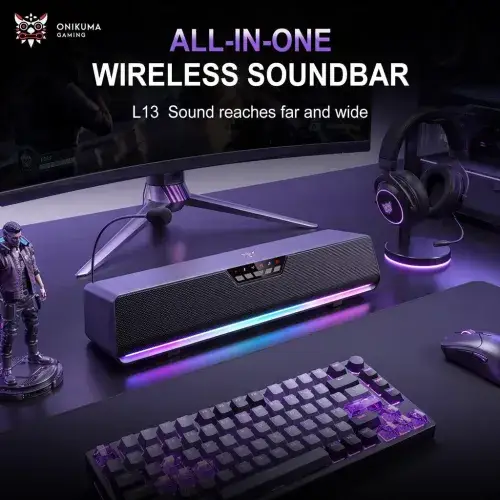 ONIKUMA
GAMING
ALL-IN-ONE
WIRELESS SOUNDBAR
L13 Sound reaches far and wide